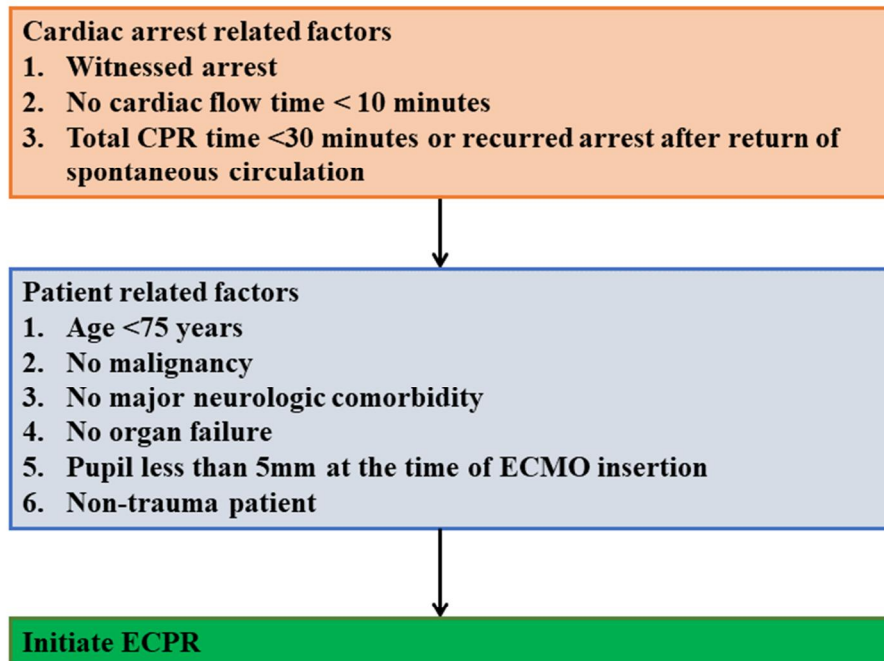 Cardiac arrest related factors
1. Witnessed arrest
2. No cardiac flow time < 10 minutes
3. Total CPR time <30 minutes or recurred arrest after return of
spontaneous circulation
Patient related factors
1. Age <75 years
2. No malignancy
3. No major neurologic comorbidity
4. No organ failure
5. Pupil less than 5mm at the time of ECMO insertion
6. Non-trauma patient
Initiate ECPR